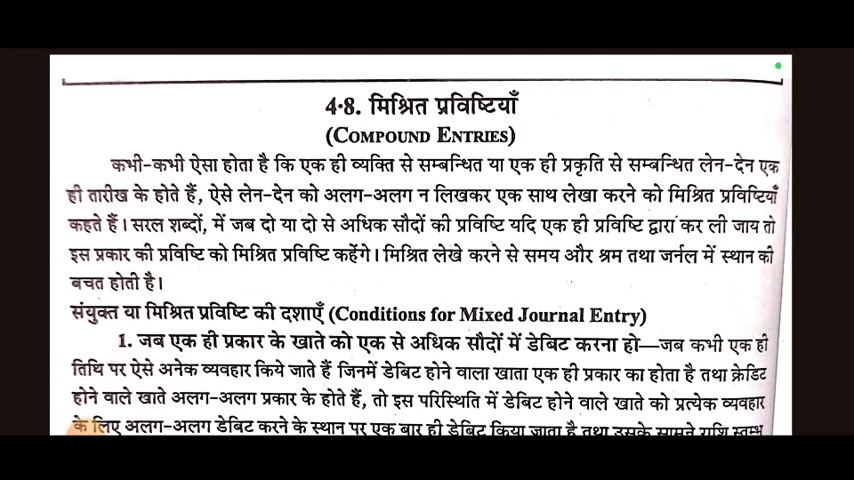 4·8. मिश्रित प्रविष्टियाँ
(COMPOUND ENTRIES)
कभी-कभी ऐसा होता है कि एक ही व्यक्ति से सम्बन्धित या एक ही प्रकृति से सम्बन्धित लेन-देन एक
ही तारीख के होते हैं, ऐसे लेन-देन को अलग-अलग न लिखकर एक साथ लेखा करने को मिश्रित प्रविष्टियाँ
कहते हैं। सरल शब्दों, में जब दो या दो से अधिक सौदों की प्रविष्टि यदि एक ही प्रविष्टि द्वारा कर ली जाय तो
इस प्रकार की प्रविष्टि को मिश्रित प्रविष्टि कहेंगे। मिश्रित लेखे करने से समय और श्रम तथा जर्नल में स्थान की
बचत होती है।
संयुक्त या मिश्रित प्रविष्टि की दशाएँ (Conditions for Mixed Journal Entry)
1. जब एक ही प्रकार के खाते को एक से अधिक सौदों में डेबिट करना हो—जब कभी एक ही
तिथि पर ऐसे अनेक व्यवहार किये जाते हैं जिनमें डेबिट होने वाला खाता एक ही प्रकार का होता है तथा क्रेडिट
होने वाले खाते अलग-अलग प्रकार के होते हैं, तो इस परिस्थिति में डेबिट होने वाले खाते को प्रत्येक व्यवहार
के लिए अलग-अलग डेबिट करने के स्थान पर एक बार ही डेबिट किया जाता है तथा उसके सामने राशि स्तम्भ